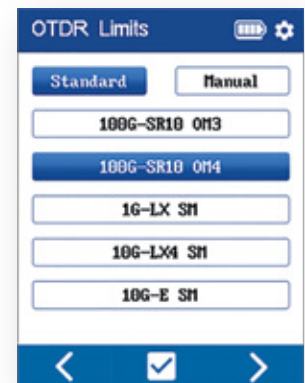 OTDR Limits
Standard Manual
100G-SR10 OM3
100G-SR10 OM4
1G-LX SM
10G-LX4 SM
10G-E SM